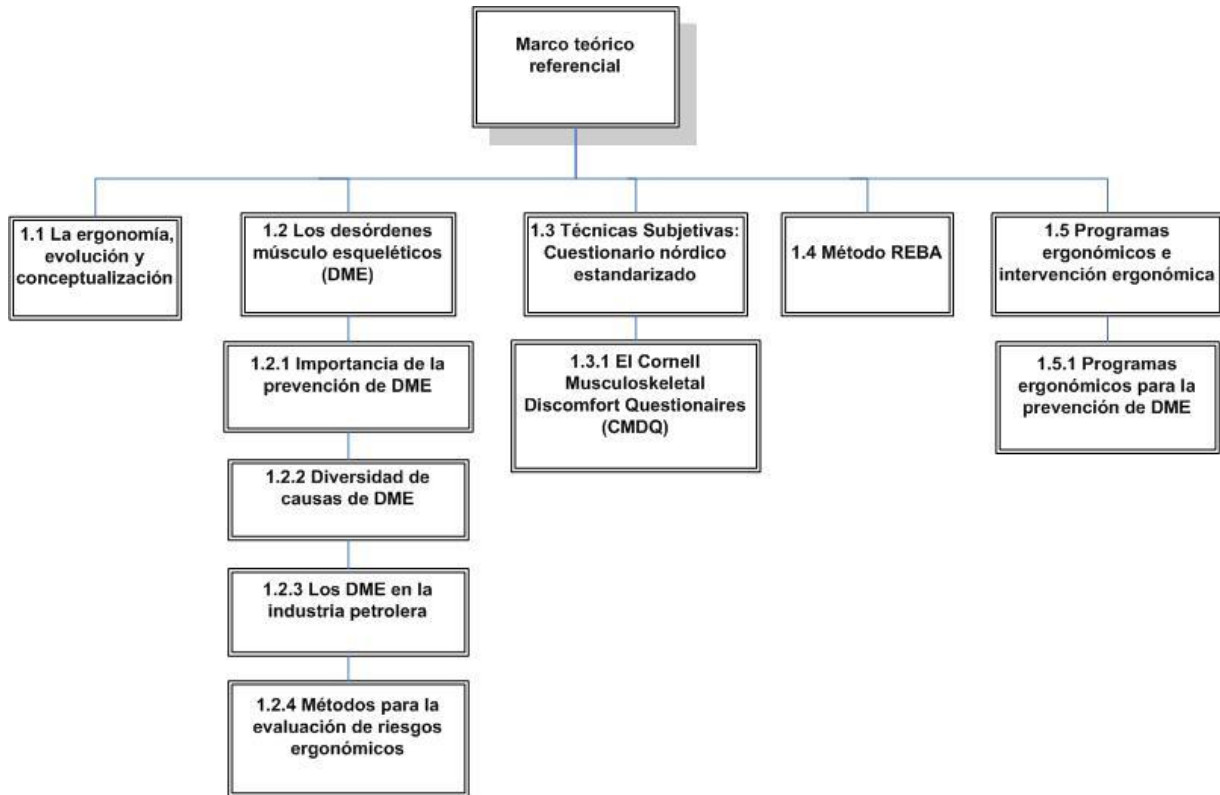 Marco teórico
referencial
1.1 La ergonomía,
evolución y
conceptualización
1.2 Los desórdenes
músculo esqueléticos
(DME)
1.3 Técnicas Subjetivas:
Cuestionario nórdico
estandarizado
1.4 Método REBA
1.5 Programas
ergonómicos e
intervención ergonómica
1.2.1 Importancia de la
prevención de DME
1.3.1 El Cornell
Musculoskeletal
Discomfort Questionaires
(CMDQ)
1.5.1 Programas
ergonómicos para la
prevención de DME
1.2.2 Diversidad de
causas de DME
1.2.3 Los DME en la
industria petrolera
1.2.4 Métodos para la
evaluación de riesgos
ergonómicos